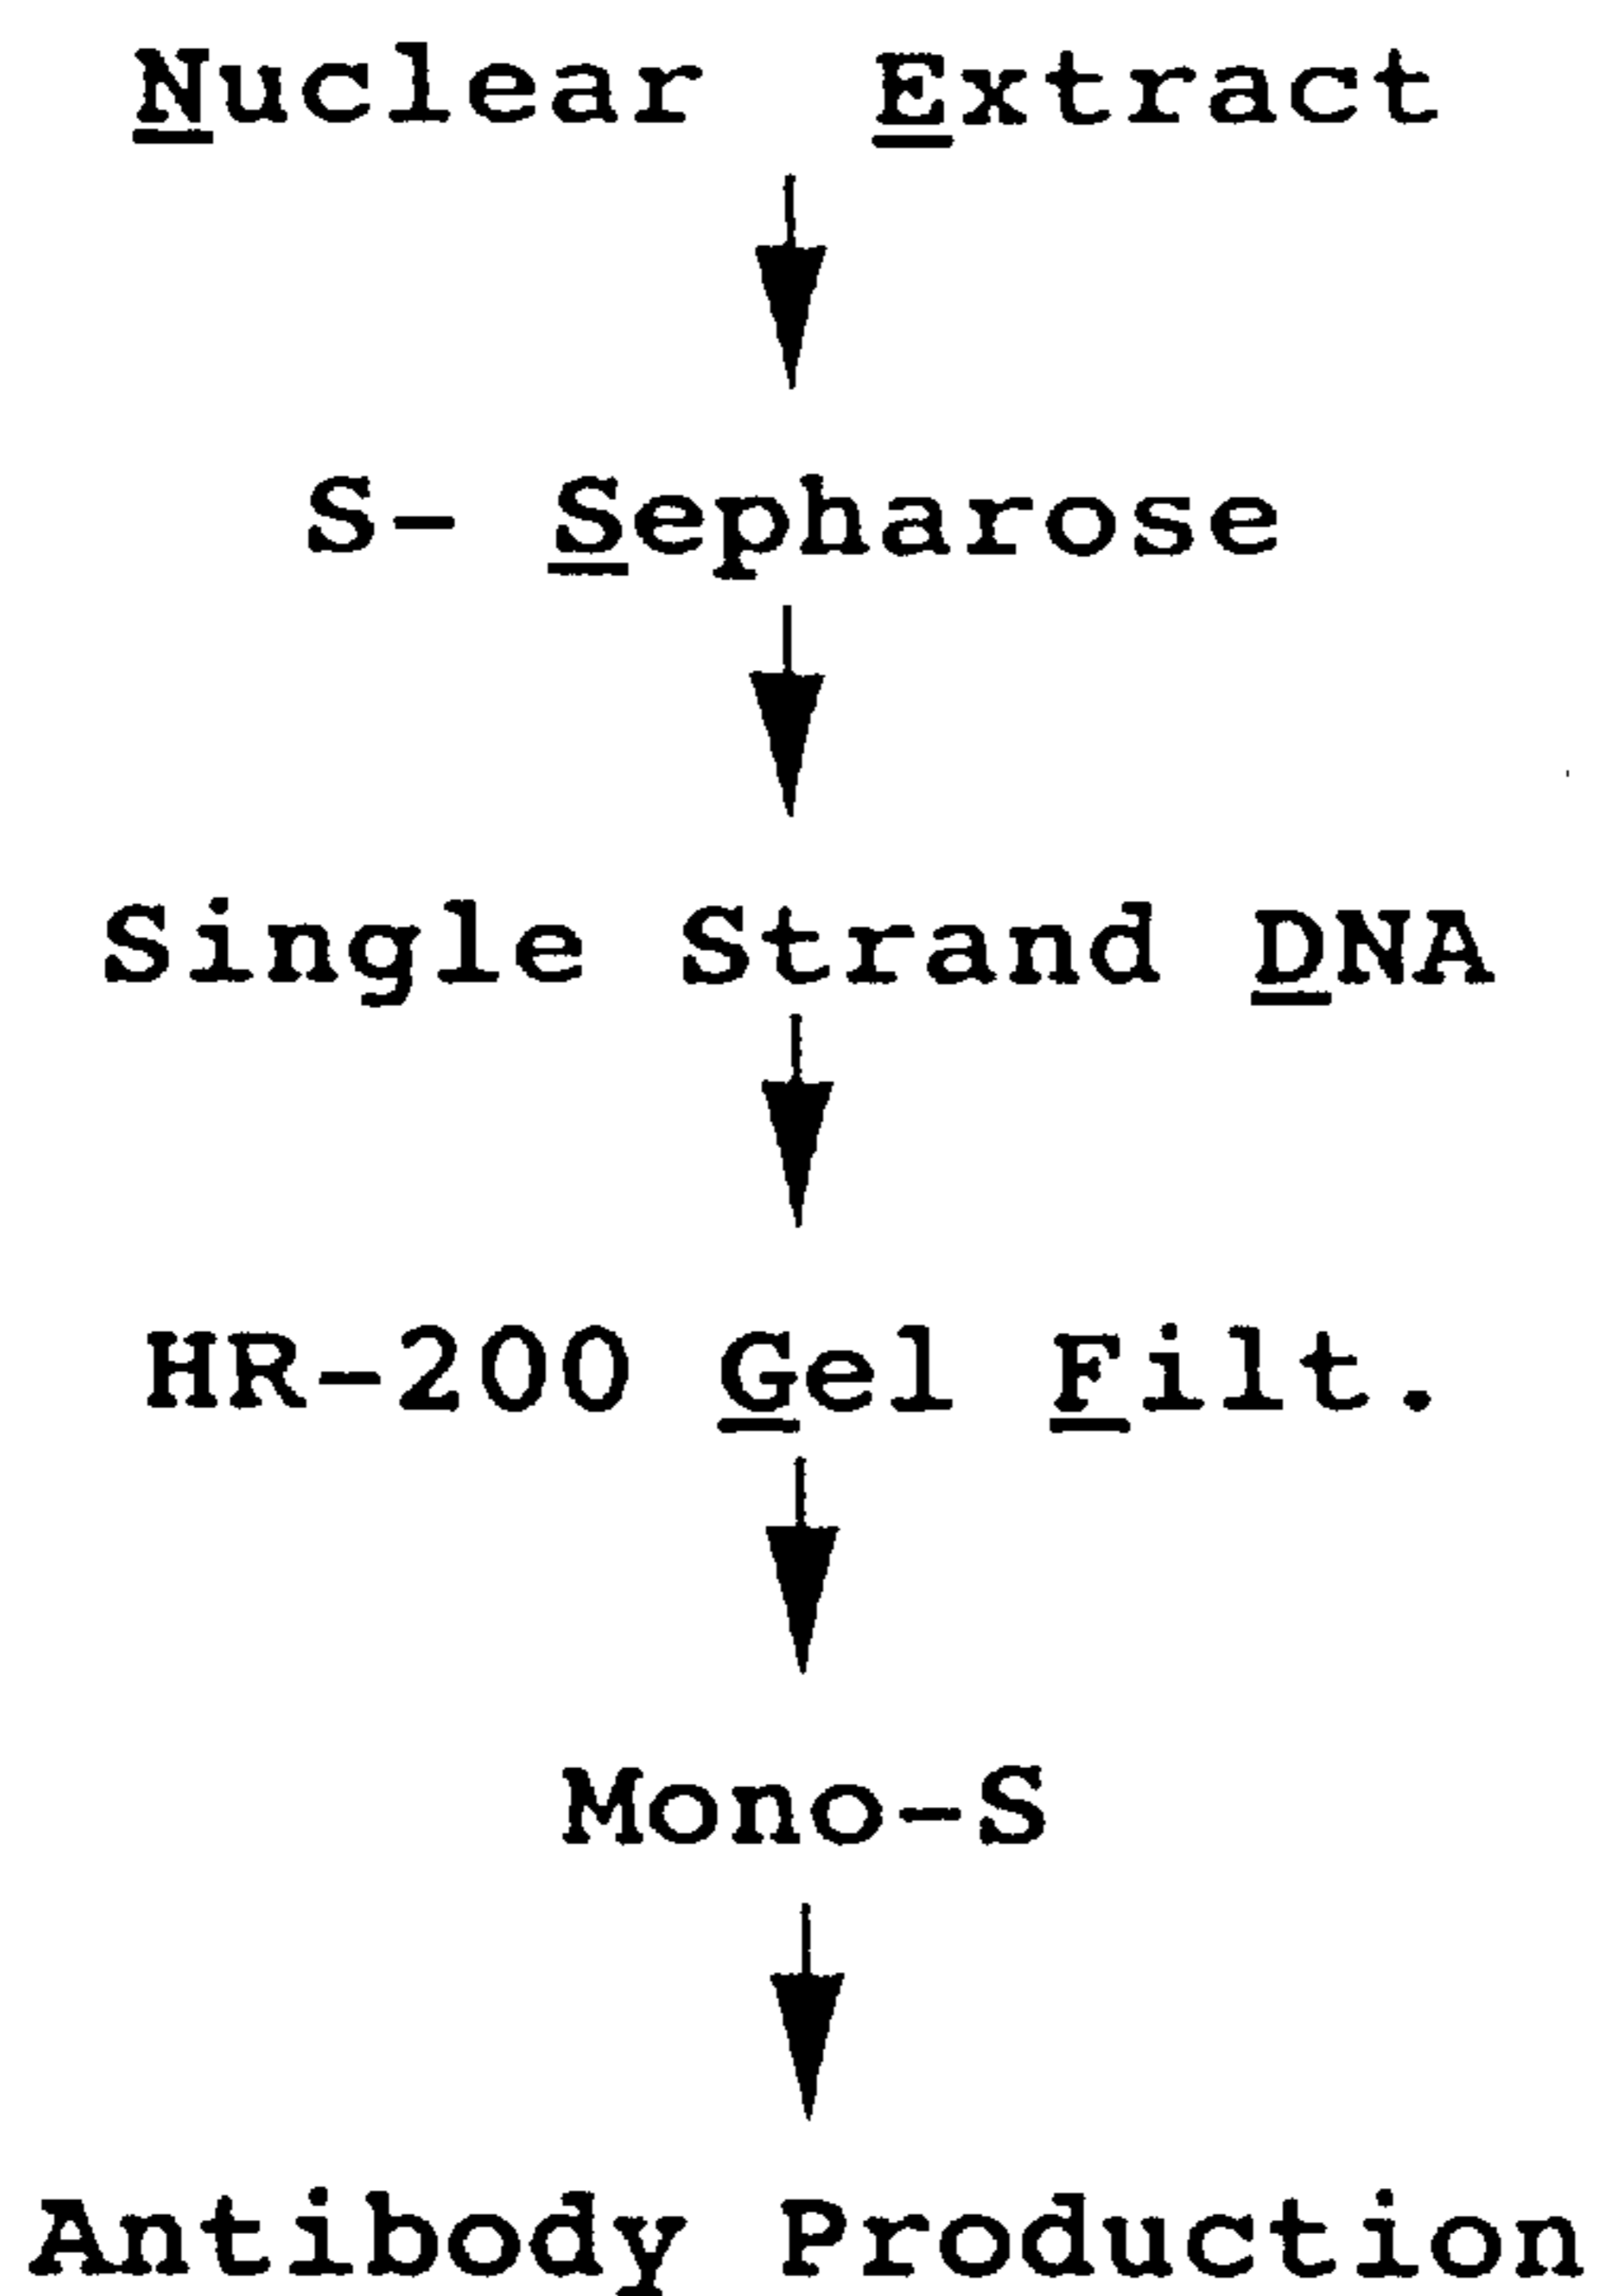 Nuclear Extract
S- Sepharose
Single Strand DNA
HR-200 Gel Filt.
Mono-S
Antibody Production